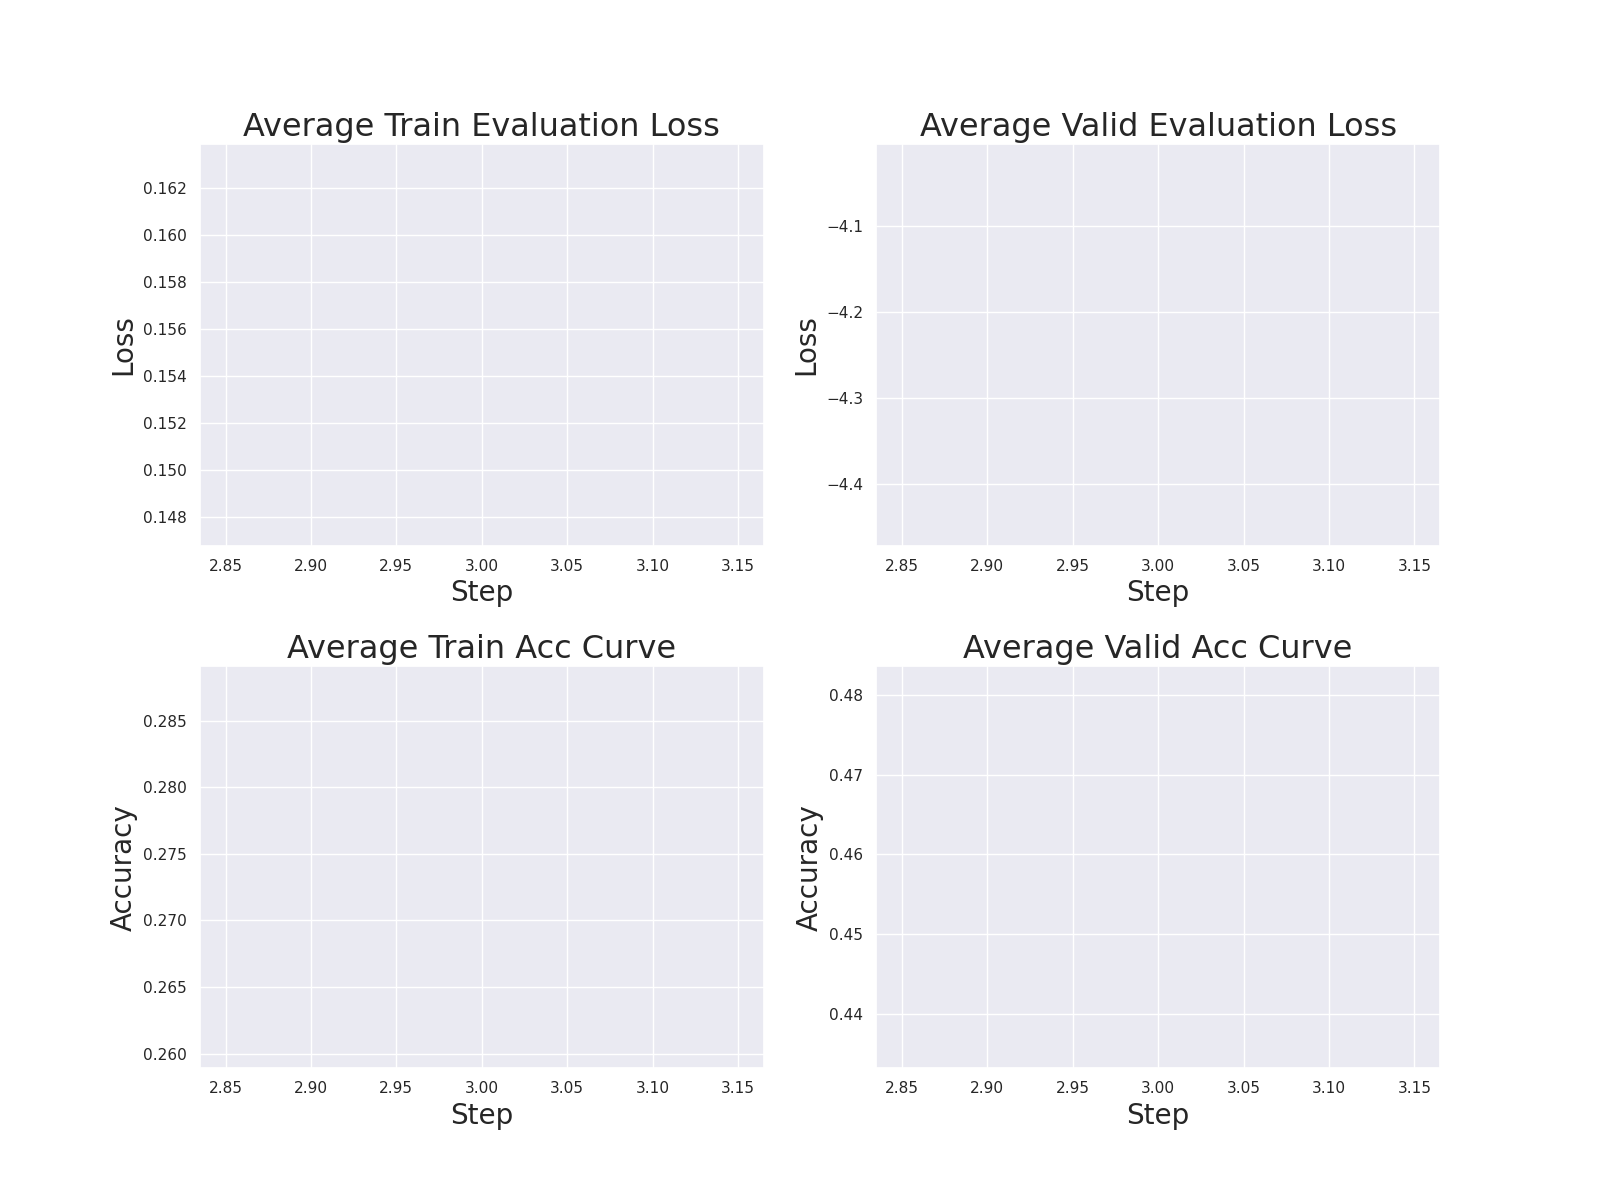 Average Train Evaluation Loss
Loss
0.162
0.160
0.158
0.156
0.154
0.152
0.150
0.148
2.85 2.90 2.95 3.00 3.05 3.10 3.15
Step
Average Valid Evaluation Loss
Loss
−4.1
−4.2
−4.3
−4.4
2.85 2.90 2.95 3.00 3.05 3.10 3.15
Step
Average Train Acc Curve
Accuracy
0.285
0.280
0.275
0.270
0.265
0.260
2.85 2.90 2.95 3.00 3.05 3.10 3.15
Step
Average Valid Acc Curve
Accuracy
0.48
0.47
0.46
0.45
0.44
2.85 2.90 2.95 3.00 3.05 3.10 3.15
Step